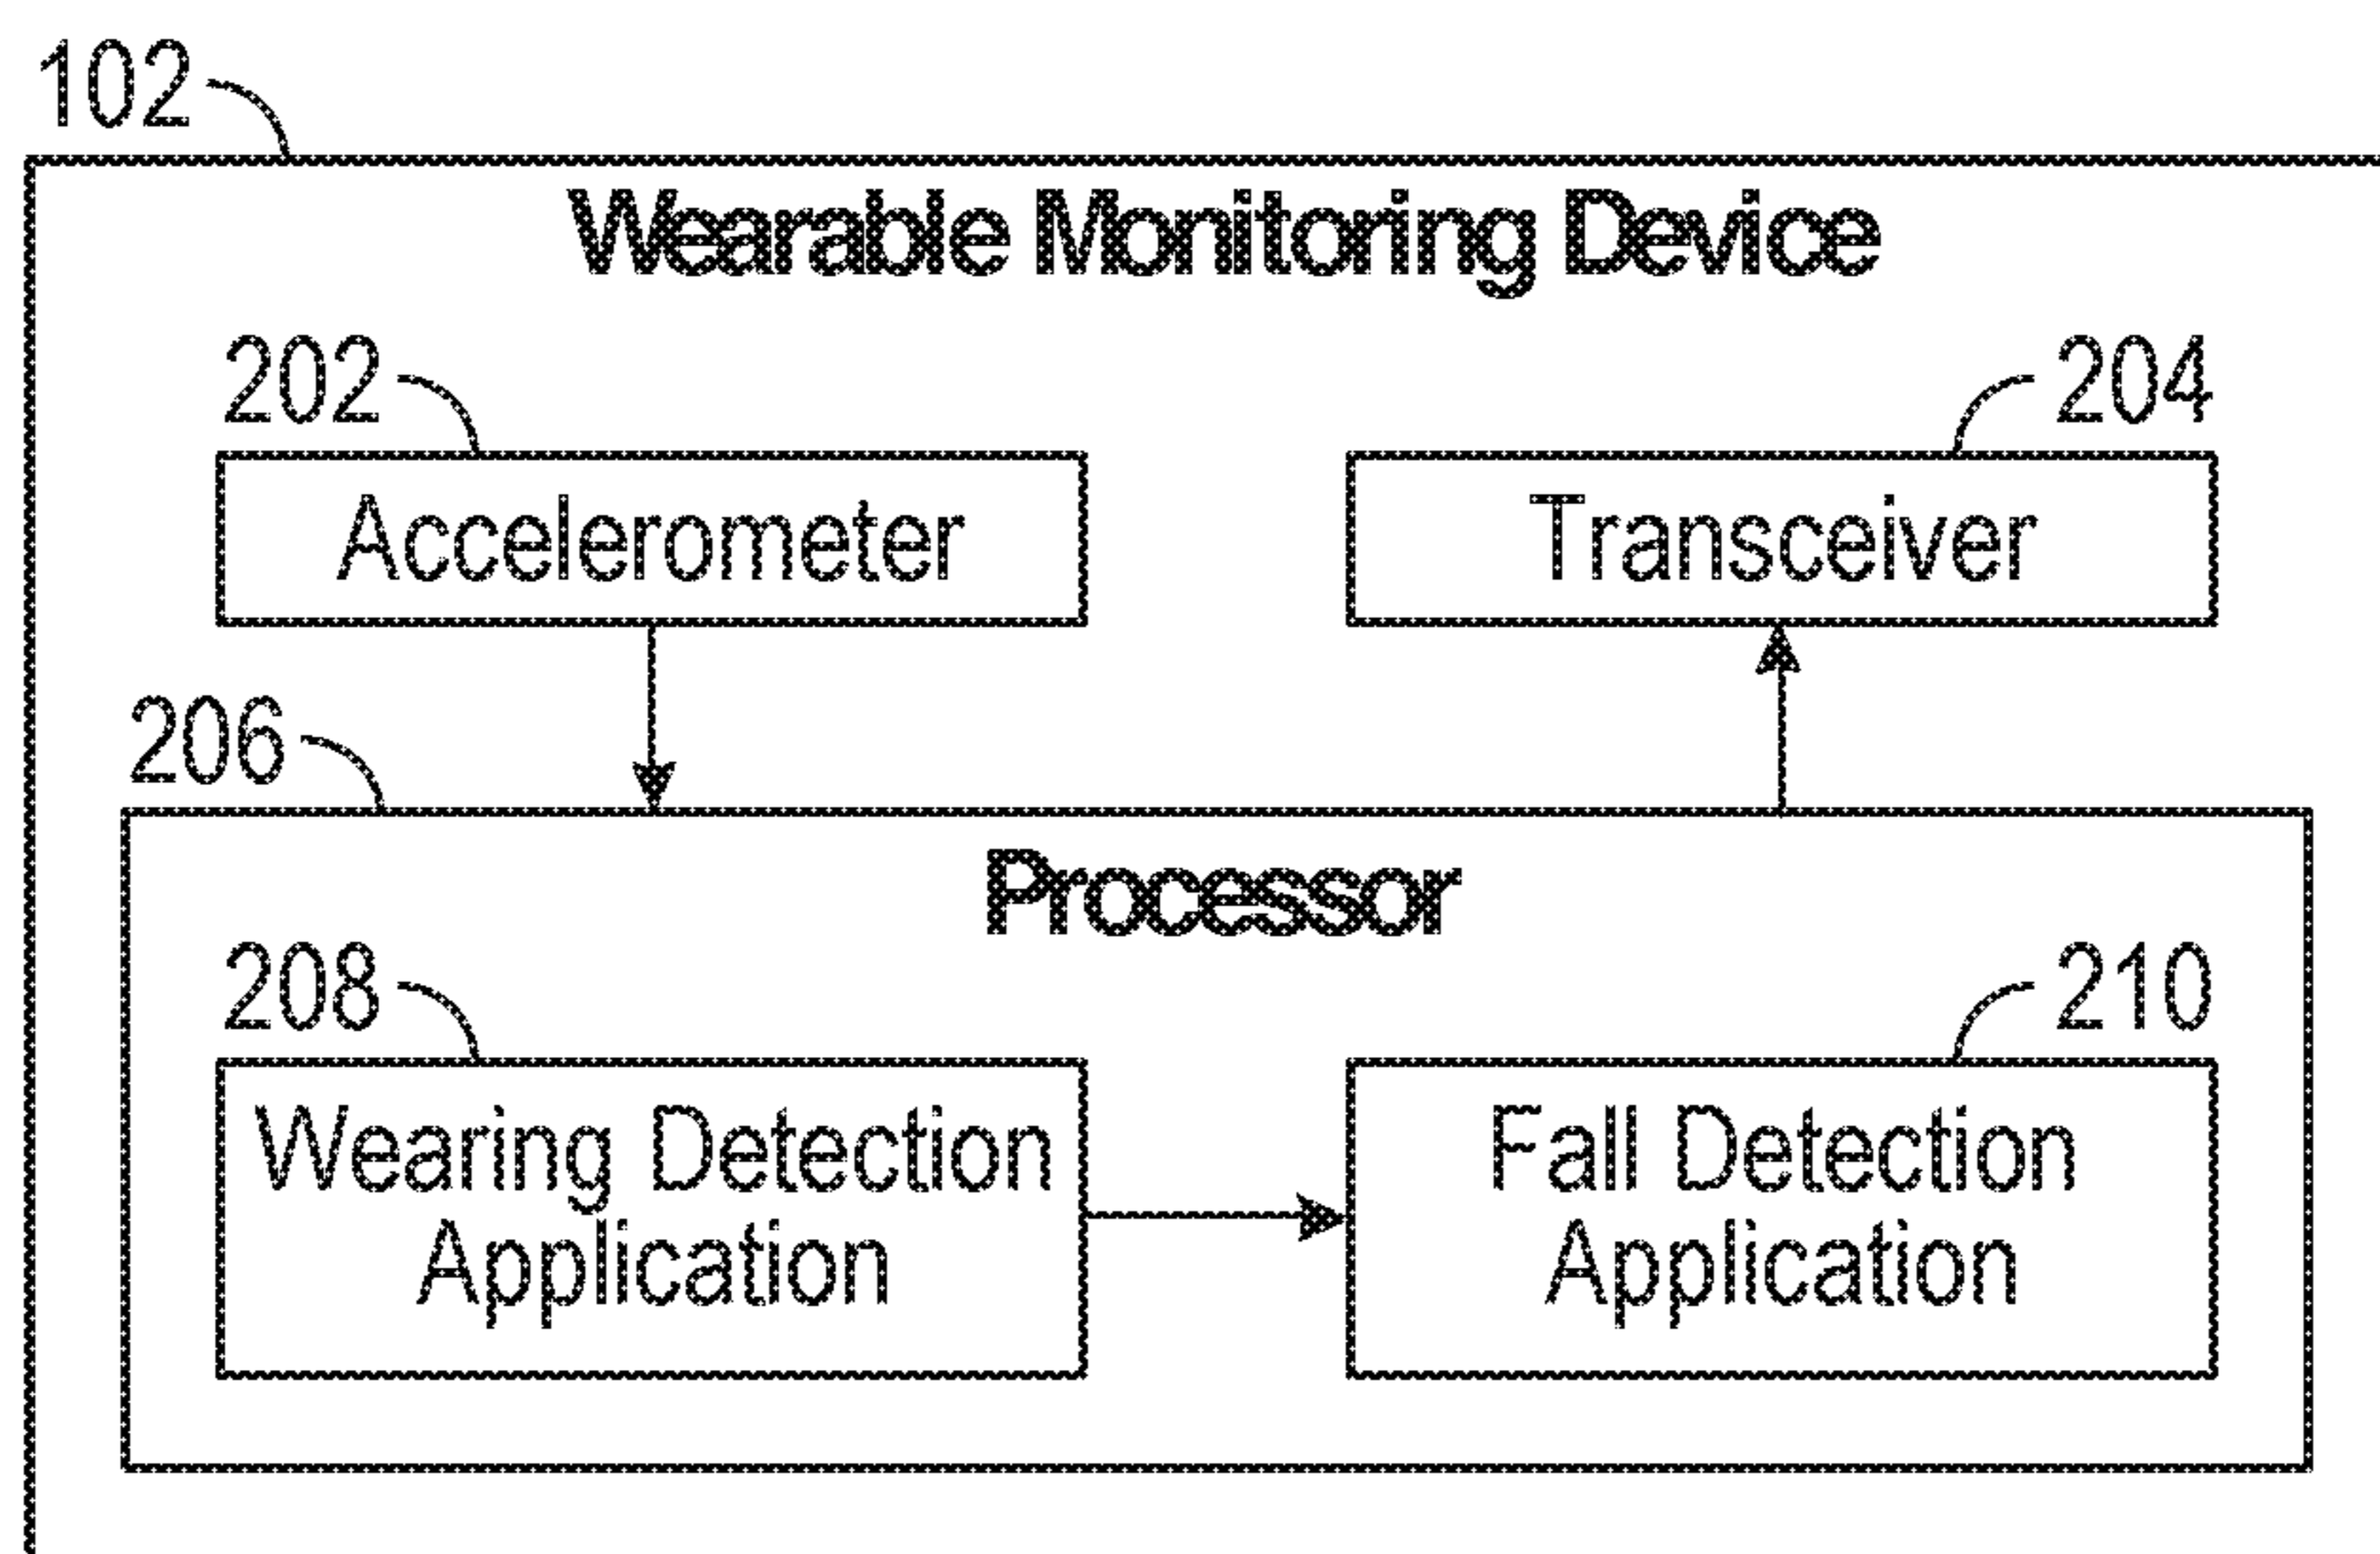 102
Wearable Monitoring Device
202
204
Accelerometer
Transceiver
206
Processor
208
210
Wearing Detection
Application
Fall Detection
Application